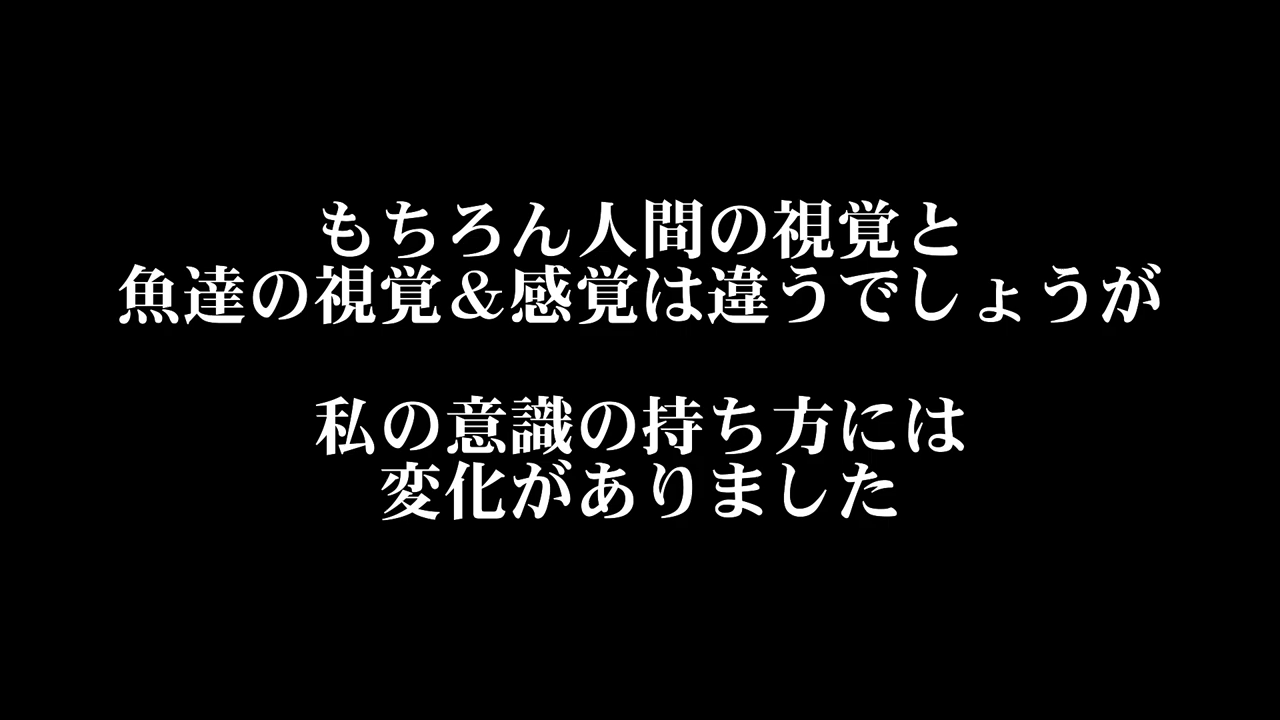 もちろん人間の視覚と
魚達の視覚＆感覚は違うでしょうが
私の意識の持ち方には
変化がありました